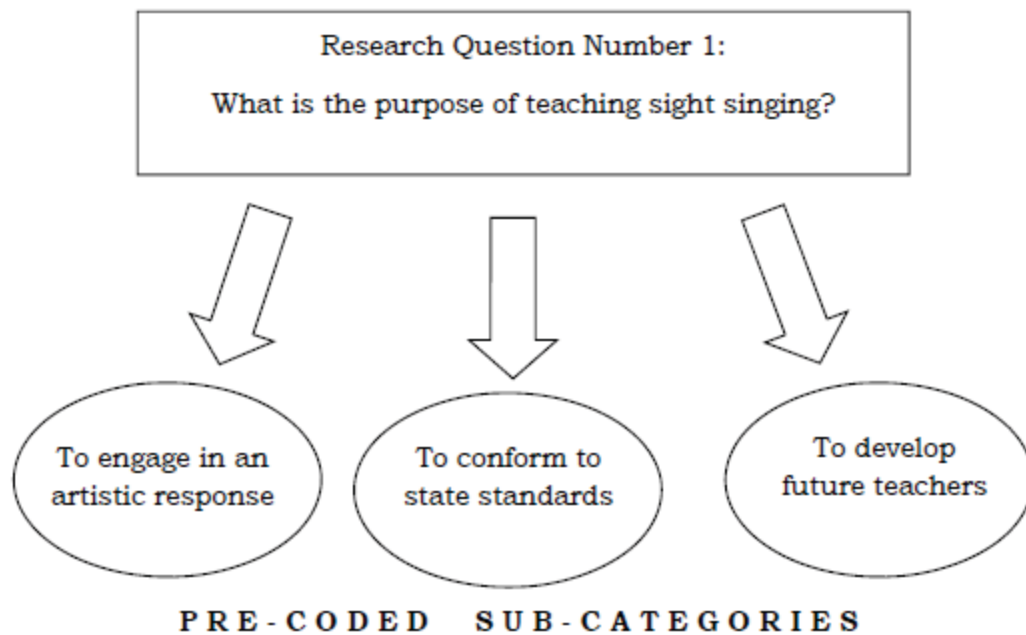 Research Question Number 1:
What is the purpose of teaching sight singing?
To engage in an
artistic response
To conform to
state standards
To develop
future teachers
PRE-CODED SUB-CATEGORIES